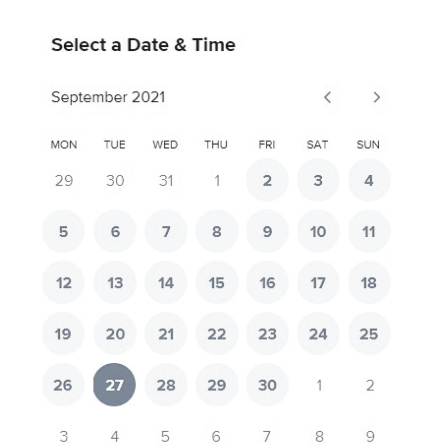 Select a Date & Time
September 2021
MON TUE WED THU FRI SAT SUN
29 30 31 1 2 3 4
5 6 7 8 9 10 11
12 13 14 15 16 17 18
19 20 21 22 23 24 25
26 27 28 29 30 1 2
3 4 5 6 7 8 9